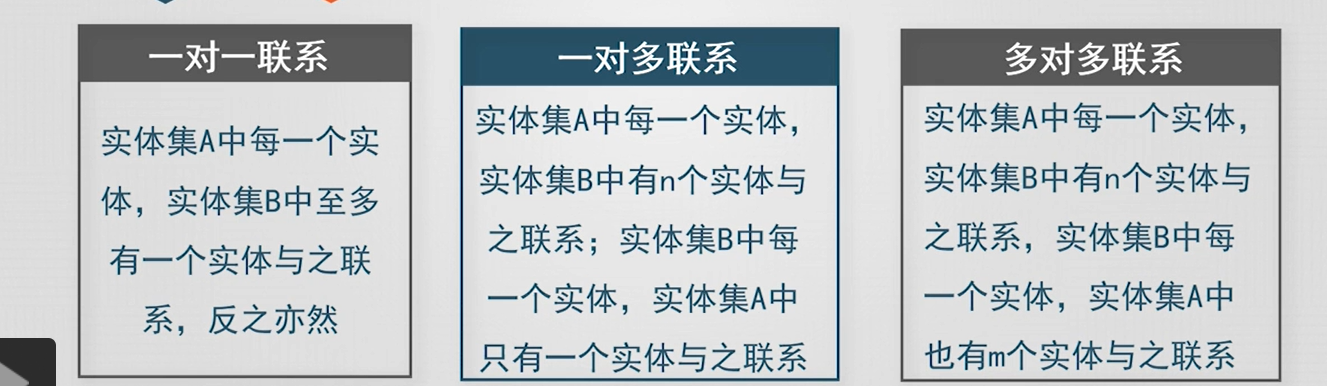 一对一联系
实体集A中每一个实
体，实体集B中至多
有一个实体与之联
系，反之亦然
一对多联系
实体集A中每一个实体，
实体集B中有n个实体与
之联系；实体集B中每
一个实体，实体集A中
只有一个实体与之联系
多对多联系
实体集A中每一个实体，
实体集B中有n个实体与
之联系，实体集B中每
一个实体，实体集A中
也有m个实体与之联系